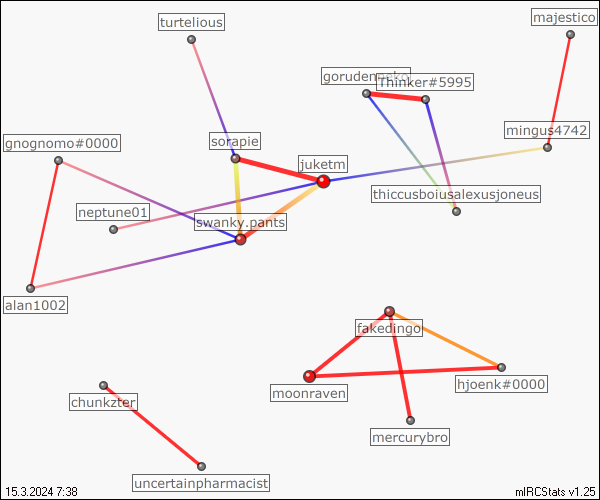 majestico
turtelious
Thinker#5995
mingus4742
sorapie
gnognomo#0000
juketm
thiccusboiusalexusjoneus
neptune01
swanky.pants
alan1002
fakedingo
moonraven
hjoenk#0000
chunkzter
mercurybro
uncertainpharmacist
15.3.2024 7:38
mIRCStats v1.25